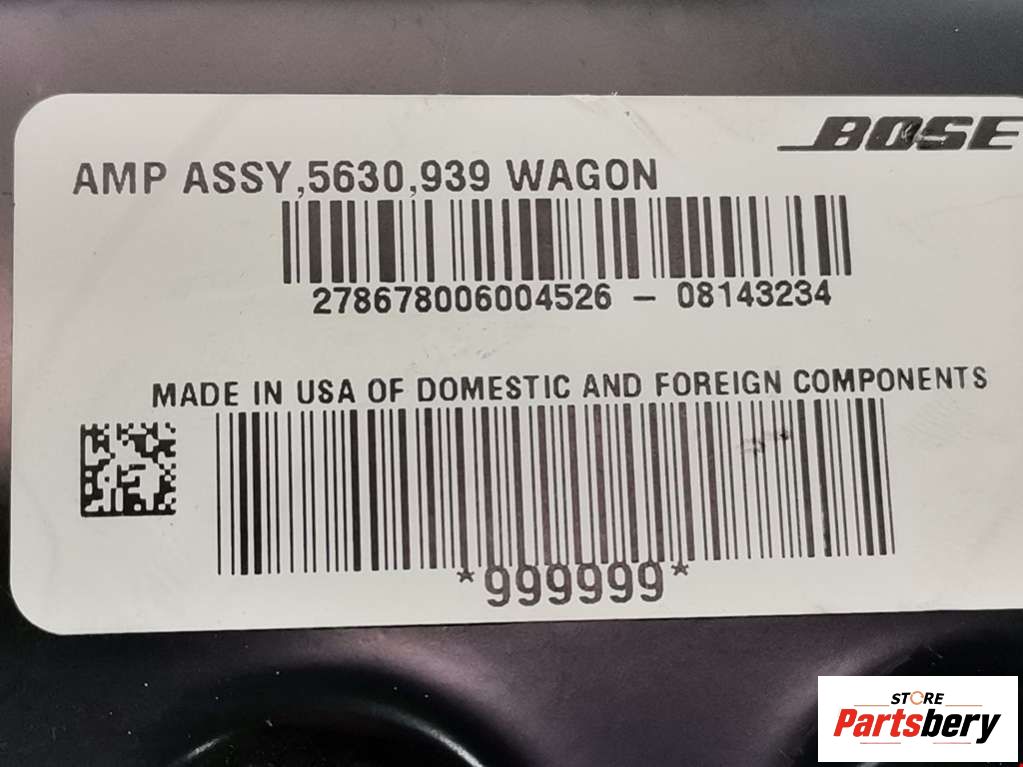 BOSE
AMP ASSY,5630,939 WAGON
278678006004526 - 08143234
MADE IN USA OF DOMESTIC AND FOREIGN COMPONENTS
*999999*
STORE
Partsbery